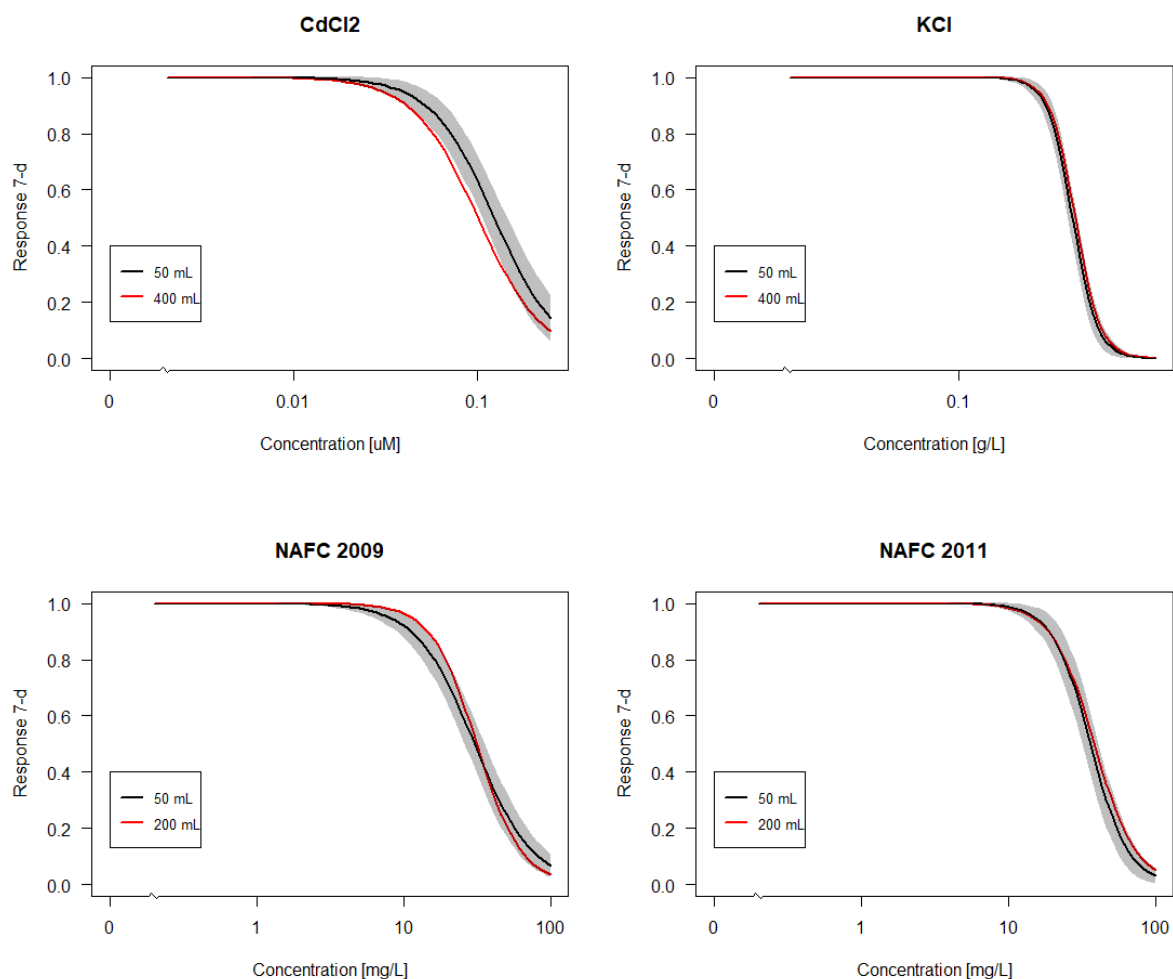 CdCl2
Response 7-d
1.0
0.8
0.6
0.4
0.2
0.0
50 mL
400 mL
0
0.01
0.1
Concentration [uM]
KCl
Response 7-d
1.0
0.8
0.6
0.4
0.2
0.0
50 mL
400 mL
0
0.1
Concentration [g/L]
NAFC 2009
Response 7-d
1.0
0.8
0.6
0.4
0.2
0.0
50 mL
200 mL
0
1
10
100
Concentration [mg/L]
NAFC 2011
Response 7-d
1.0
0.8
0.6
0.4
0.2
0.0
50 mL
200 mL
0
1
10
100
Concentration [mg/L]